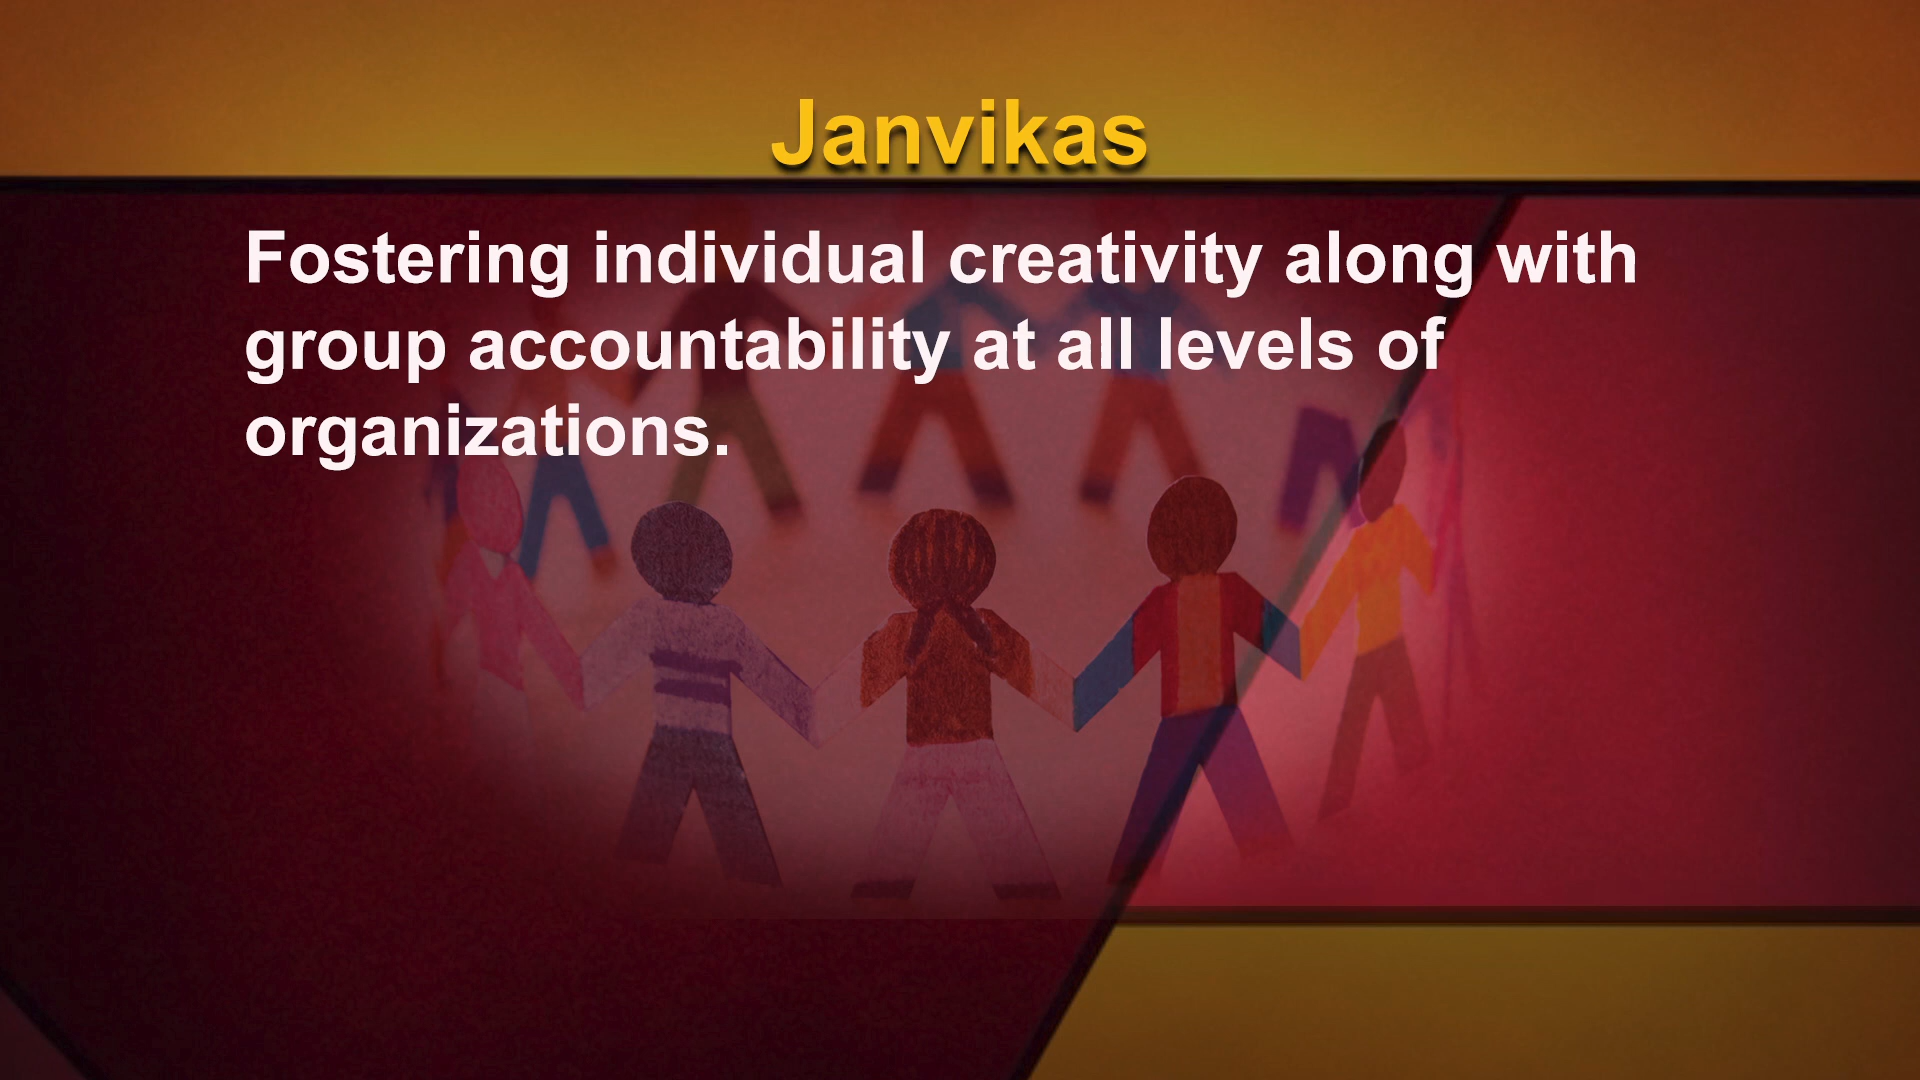 Janvikas
Fostering individual creativity along with
group accountability at all levels of
organizations.